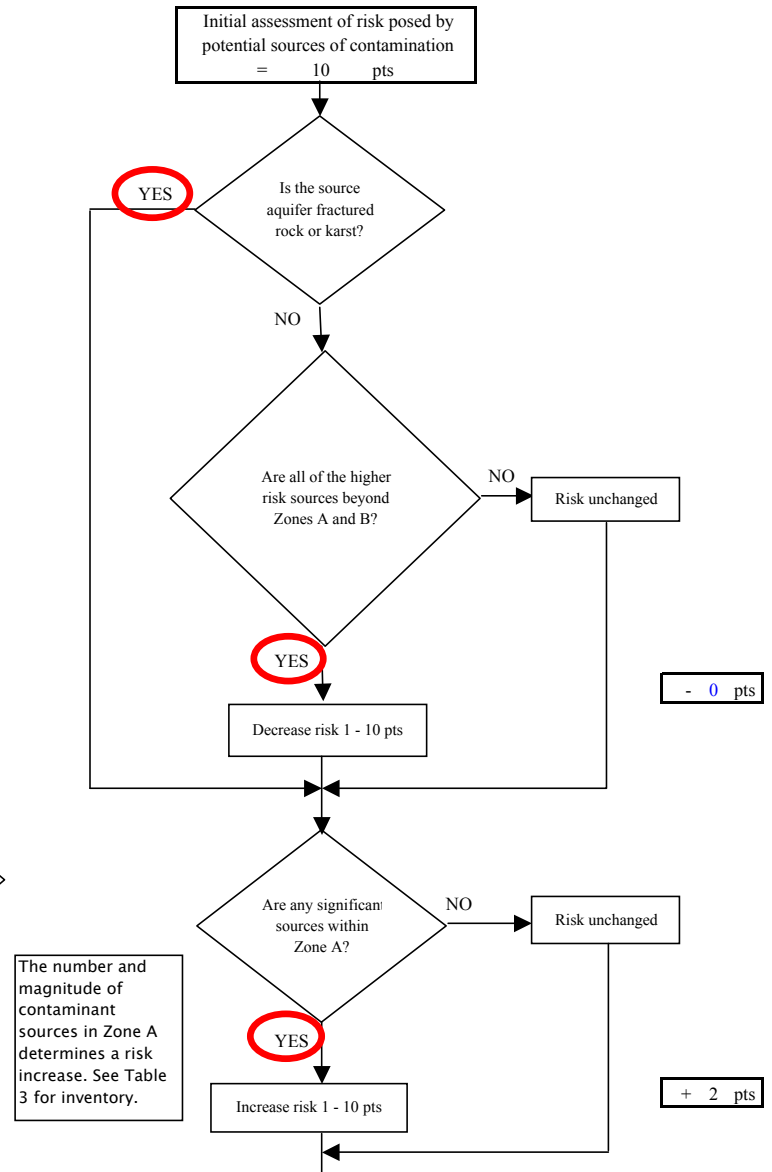 Initial assessment of risk posed by
potential sources of contamination
= 10 pts
YES
Is the source
aquifer fractured
rock or karst?
NO
Are all of the higher
risk sources beyond
Zones A and B?
NO
Risk unchanged
YES
- 0 pts
Decrease risk 1 - 10 pts
Are any significant
sources within
Zone A?
NO
Risk unchanged
The number and
magnitude of
contaminant
sources in Zone A
determines a risk
increase. See Table
3 for inventory.
YES
+ 2 pts
Increase risk 1 - 10 pts